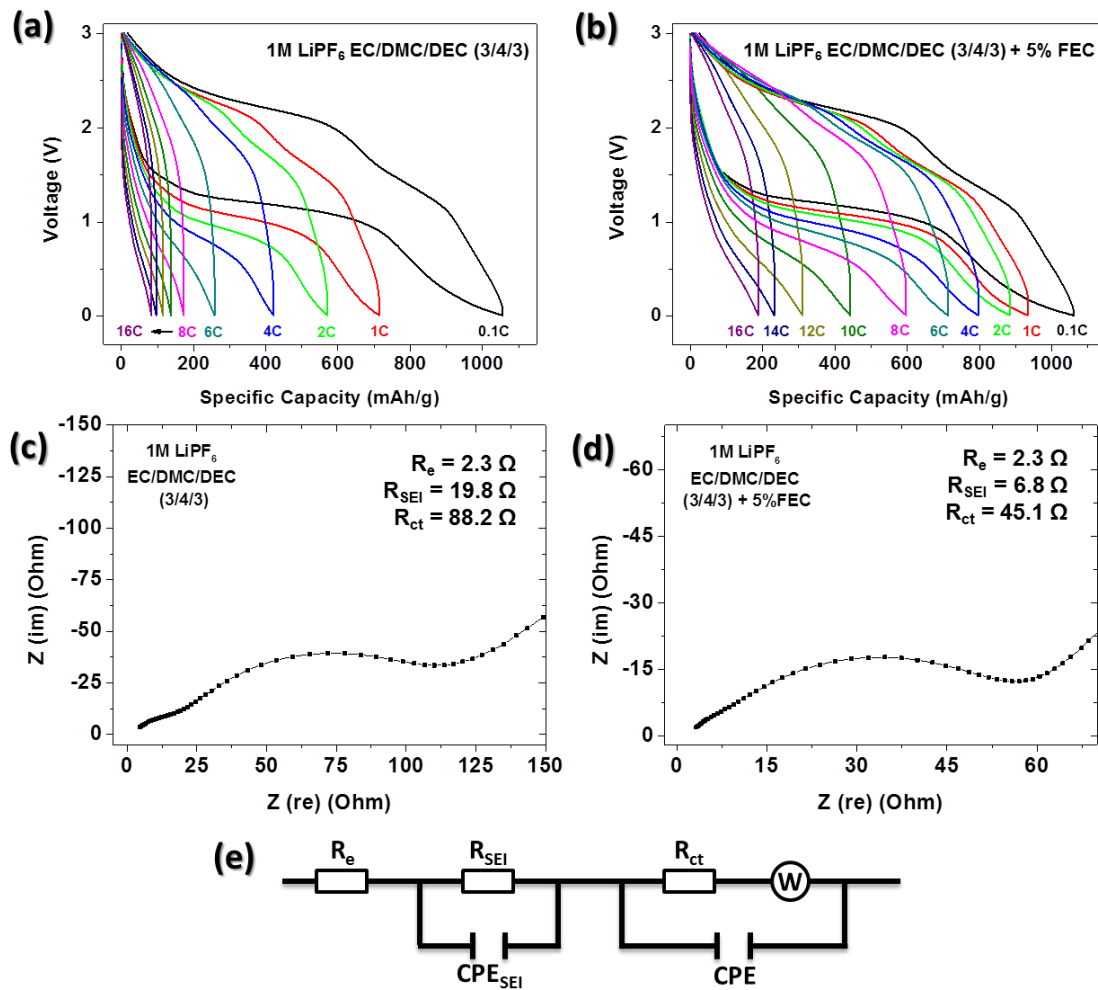 (a)
1M LiPF6 EC/DMC/DEC (3/4/3)
3
2
1
0
Voltage (V)
16C 8C 6C 4C 2C 1C 0.1C
0 200 400 600 800 1000
Specific Capacity (mAh/g)
(b)
1M LiPF6 EC/DMC/DEC (3/4/3) + 5% FEC
3
2
1
0
Voltage (V)
16C 14C 12C 10C 8C 6C 4C 2C 1C 0.1C
0 200 400 600 800 1000
Specific Capacity (mAh/g)
(c)
1M LiPF6
EC/DMC/DEC
(3/4/3)
Re = 2.3 Ω
RSEI = 19.8 Ω
Rct = 88.2 Ω
-150
-125
-100
-75
-50
-25
0
Z (im) (Ohm)
0 25 50 75 100 125 150
Z (re) (Ohm)
(d)
1M LiPF6
EC/DMC/DEC
(3/4/3) + 5%FEC
Re = 2.3 Ω
RSEI = 6.8 Ω
Rct = 45.1 Ω
-60
-45
-30
-15
0
Z (im) (Ohm)
0 15 30 45 60
Z (re) (Ohm)
(e)
Re RSEI Rct
W
CPESEI CPE